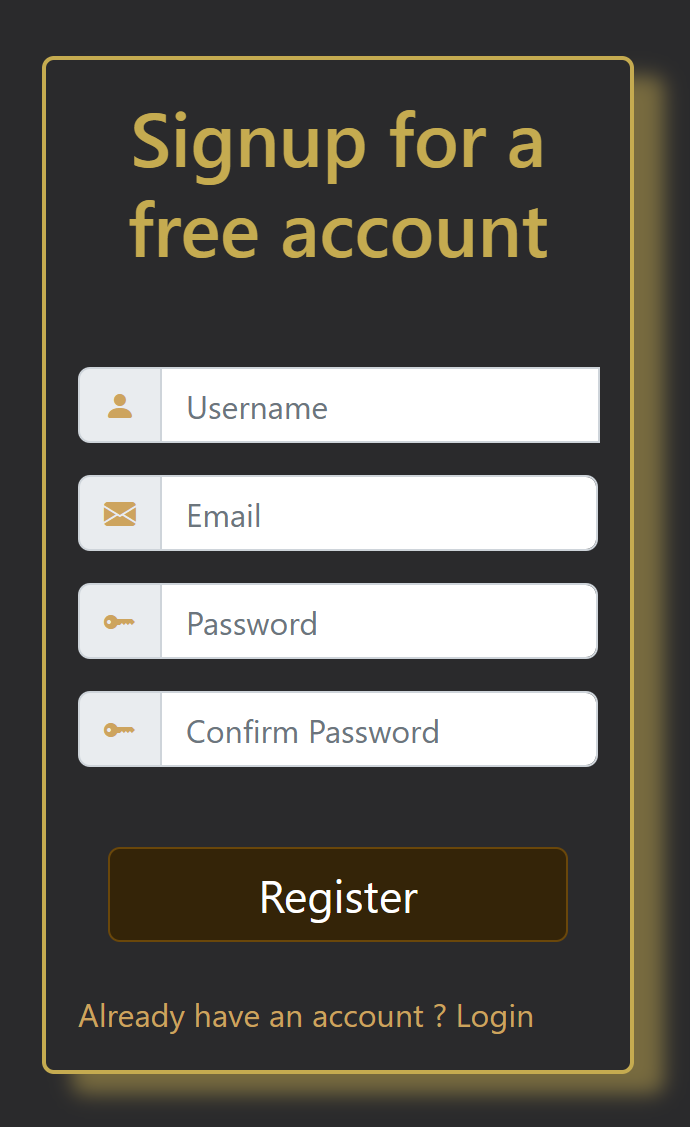 Signup for a
free account
Username
Email
Password
Confirm Password
Register
Already have an account ? Login